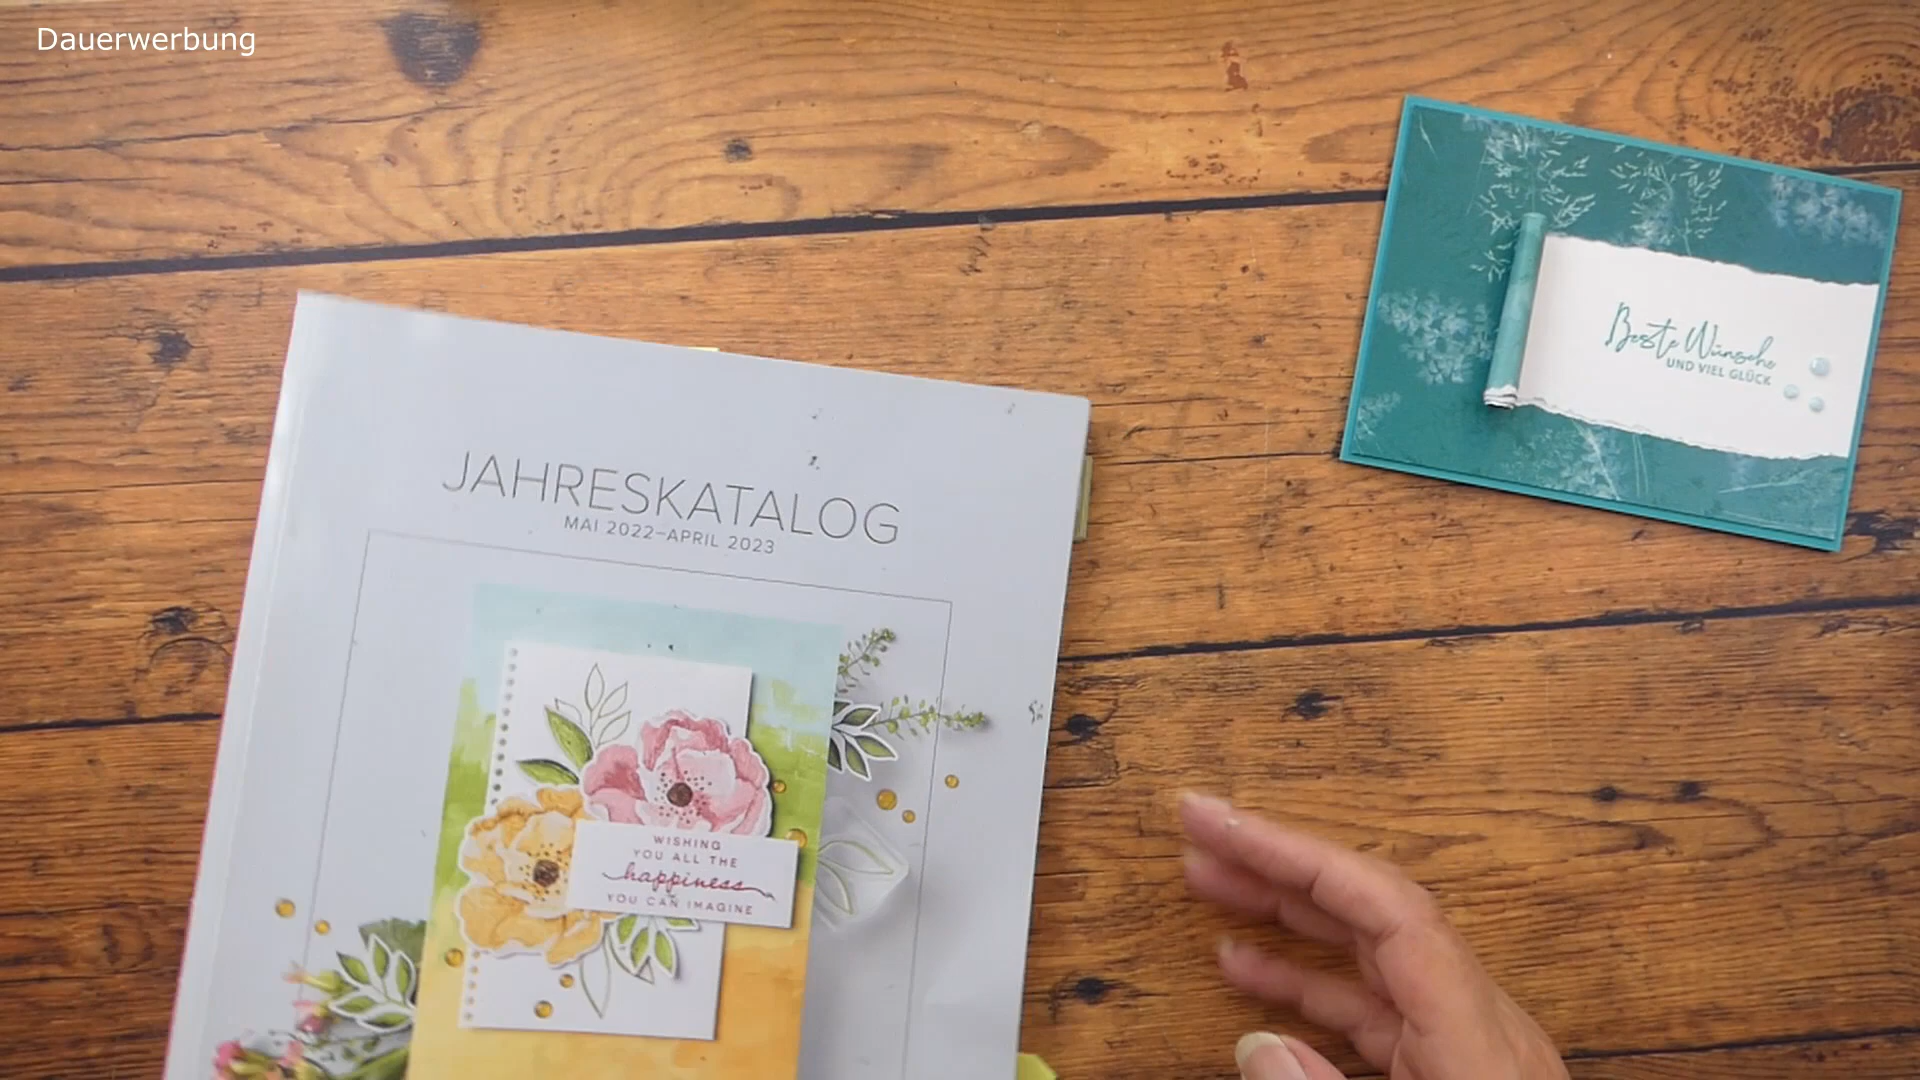 Dauerwerbung
JAHRESKATALOG
MAI 2022–APRIL 2023
WISHING
YOU ALL THE
happiness
YOU CAN IMAGINE
Beste Wünsche
UND VIEL GLÜCK